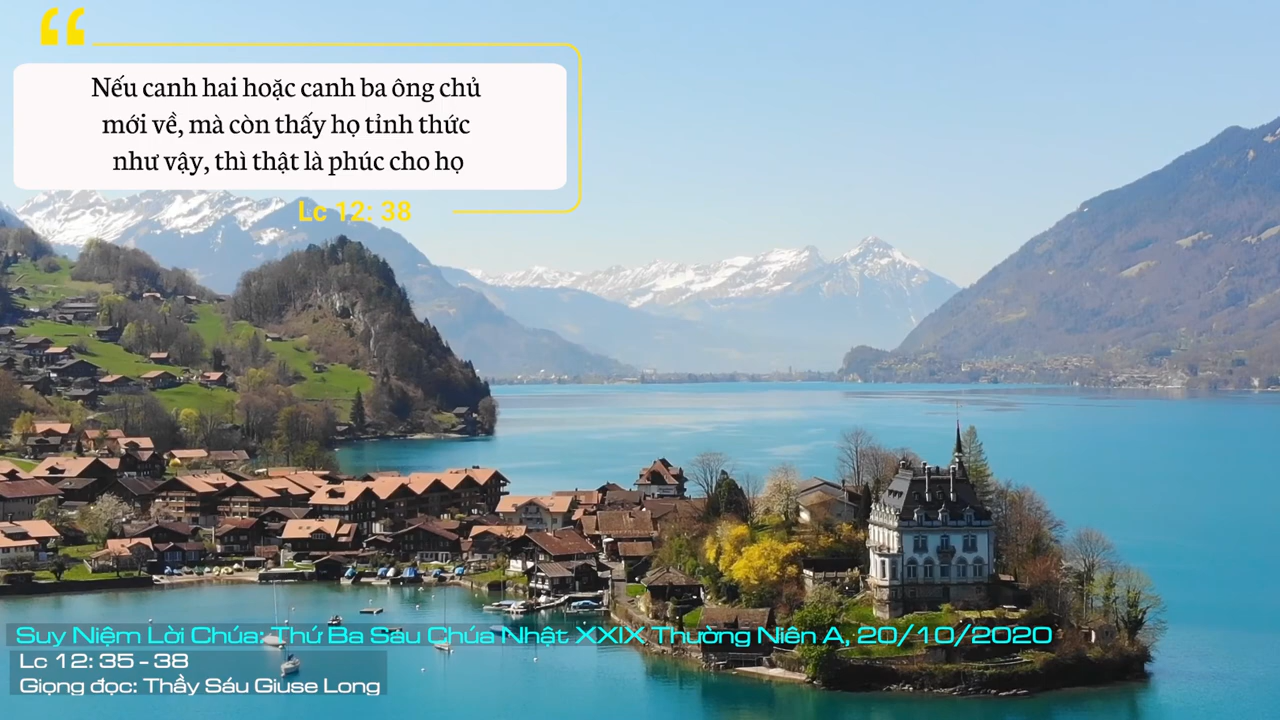 Nếu canh hai hoặc canh ba ông chủ
mới về, mà còn thấy họ tỉnh thức
như vậy, thì thật là phúc cho họ
Lc 12: 38
Suy Niệm Lời Chúa: Thứ Ba Sau Chúa Nhật XXIX Thường Niên A, 20/10/2020
Lc 12: 35 - 38
Giọng đọc: Thầy Sáu Giuse Long